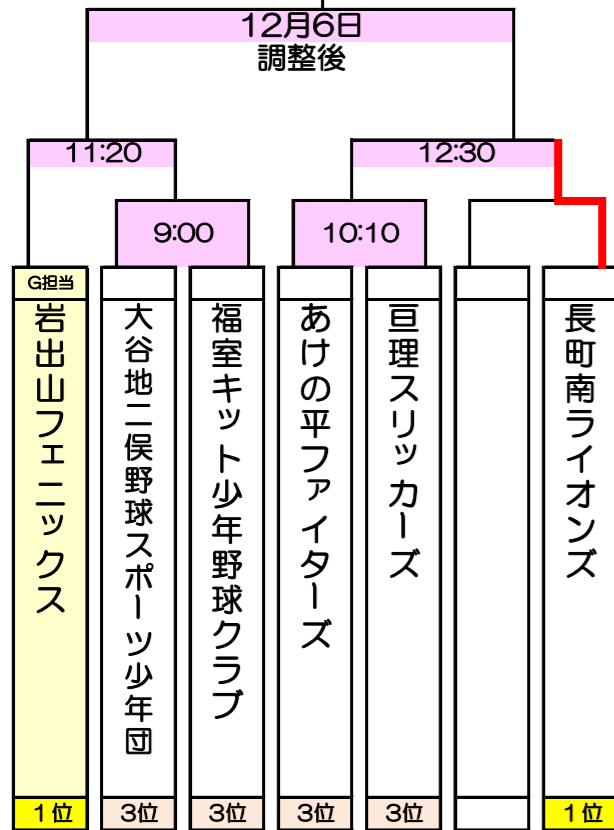 12月6日
調整後
11:20
12:30
9:00
10:10
G担当
岩出山フェニックス
大谷地二俣野球スポーツ少年団
福室キット少年野球クラブ
あけの平ファイターズ
亘理スリッカーズ
長町南ライオンズ
1位
3位
3位
3位
3位
1位